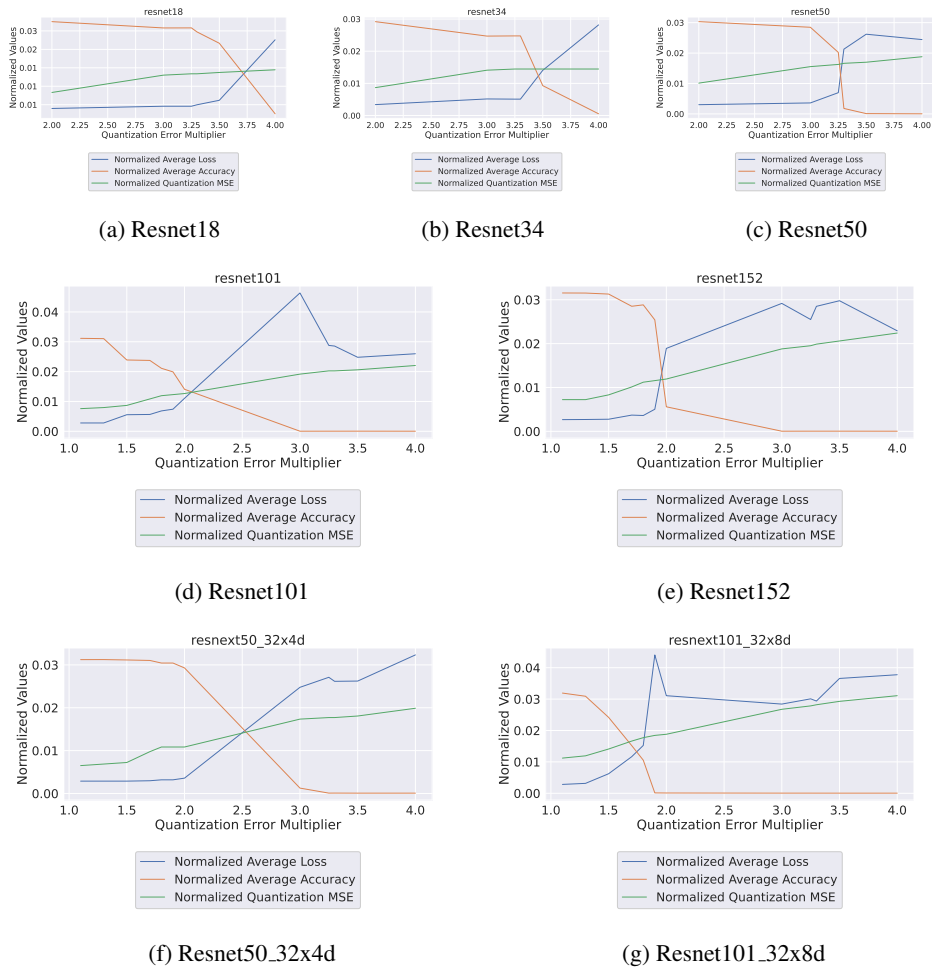 resnet18
Normalized Values
0.03
0.02
0.02
0.01
0.01
2.00 2.25 2.50 2.75 3.00 3.25 3.50 3.75 4.00
Quantization Error Multiplier
Normalized Average Loss
Normalized Average Accuracy
Normalized Quantization MSE
(a) Resnet18
resnet34
Normalized Values
0.03
0.02
0.01
0.00
2.00 2.25 2.50 2.75 3.00 3.25 3.50 3.75 4.00
Quantization Error Multiplier
Normalized Average Loss
Normalized Average Accuracy
Normalized Quantization MSE
(b) Resnet34
resnet50
Normalized Values
0.03
0.02
0.01
0.00
2.00 2.25 2.50 2.75 3.00 3.25 3.50 3.75 4.00
Quantization Error Multiplier
Normalized Average Loss
Normalized Average Accuracy
Normalized Quantization MSE
(c) Resnet50
resnet101
Normalized Values
0.04
0.03
0.02
0.01
0.00
1.0 1.5 2.0 2.5 3.0 3.5 4.0
Quantization Error Multiplier
Normalized Average Loss
Normalized Average Accuracy
Normalized Quantization MSE
(d) Resnet101
resnet152
Normalized Values
0.03
0.02
0.01
0.00
1.0 1.5 2.0 2.5 3.0 3.5 4.0
Quantization Error Multiplier
Normalized Average Loss
Normalized Average Accuracy
Normalized Quantization MSE
(e) Resnet152
resnext50_32x4d
Normalized Values
0.03
0.02
0.01
0.00
1.0 1.5 2.0 2.5 3.0 3.5 4.0
Quantization Error Multiplier
Normalized Average Loss
Normalized Average Accuracy
Normalized Quantization MSE
(f) Resnet50_32x4d
resnext101_32x8d
Normalized Values
0.04
0.03
0.02
0.01
0.00
1.0 1.5 2.0 2.5 3.0 3.5 4.0
Quantization Error Multiplier
Normalized Average Loss
Normalized Average Accuracy
Normalized Quantization MSE
(g) Resnet101_32x8d